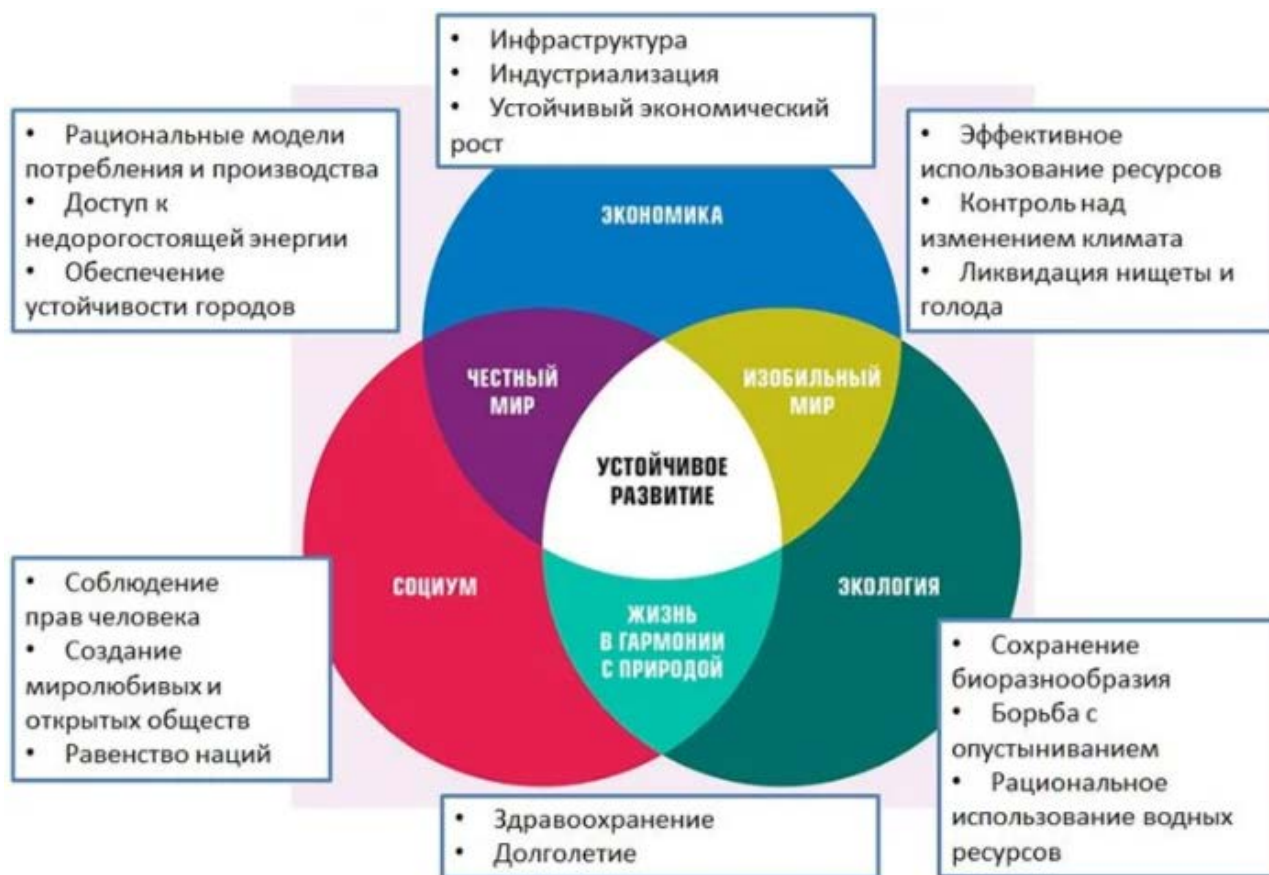 • Инфраструктура
• Индустриализация
• Устойчивый экономический
рост
• Рациональные модели
потребления и производства
• Доступ к
недорогостоящей энергии
• Обеспечение
устойчивости городов
• Эффективное
использование ресурсов
• Контроль над
изменением климата
• Ликвидация нищеты и
голода
ЭКОНОМИКА
ЧЕСТНЫЙ
МИР
ИЗОБИЛЬНЫЙ
МИР
УСТОЙЧИВОЕ
РАЗВИТИЕ
СОЦИУМ
ЭКОЛОГИЯ
ЖИЗНЬ
В ГАРМОНИИ
С ПРИРОДОЙ
• Соблюдение
прав человека
• Создание
миролюбивых и
открытых обществ
• Равенство наций
• Сохранение
биоразнообразия
• Борьба с
опустыниванием
• Рациональное
использование водных
ресурсов
• Здравоохранение
• Долголетие